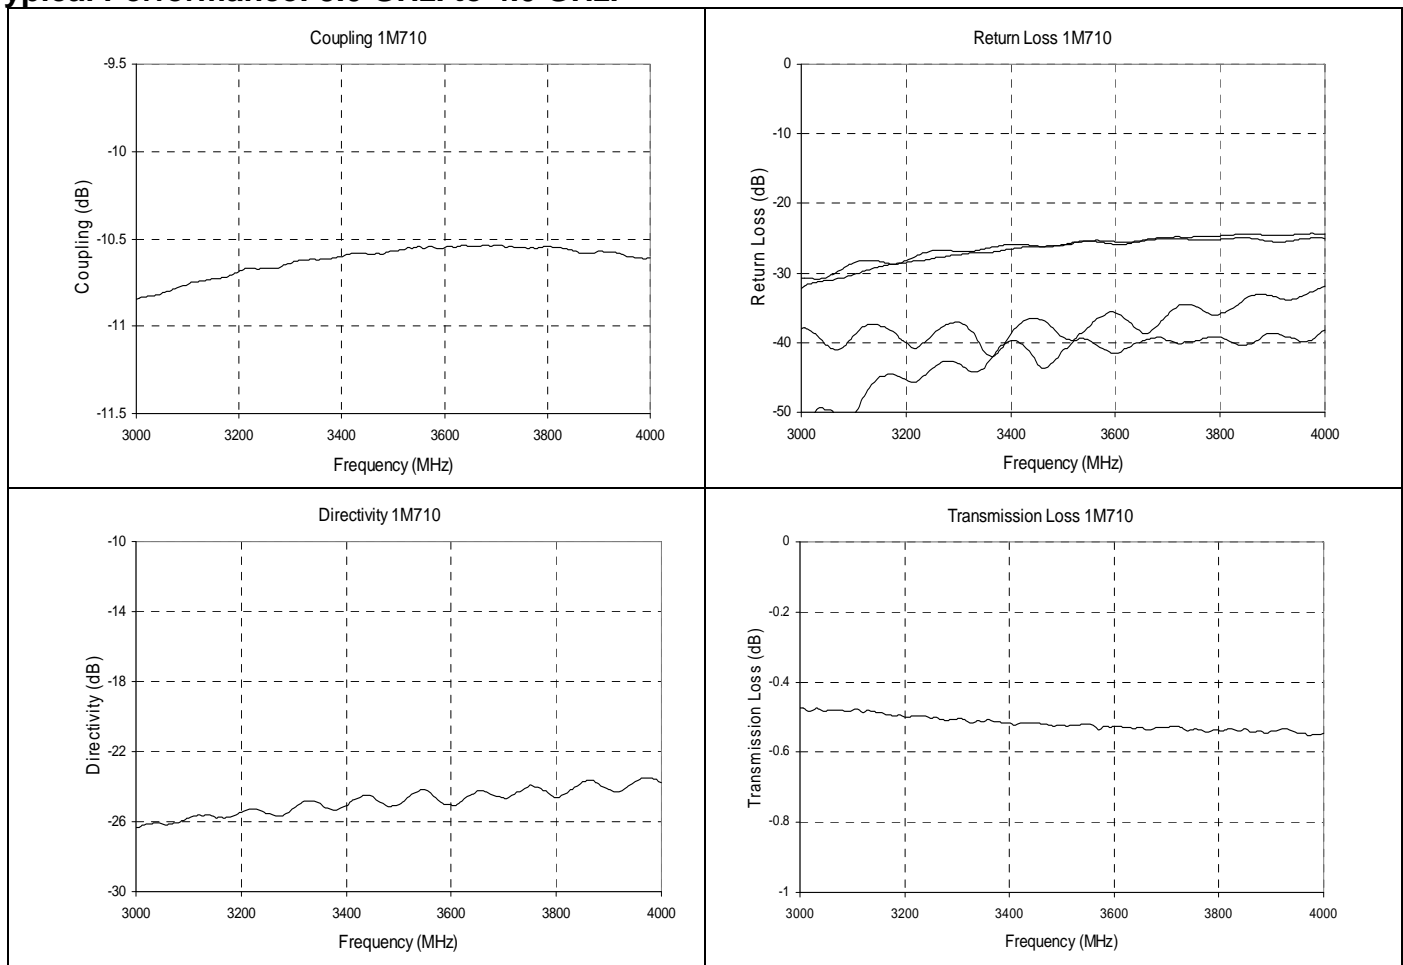 Coupling 1M710
-9.5
-10
-10.5
-11
-11.5
Coupling (dB)
3000 3200 3400 3600 3800 4000
Frequency (MHz)
Return Loss 1M710
0
-10
-20
-30
-40
-50
Return Loss (dB)
3000 3200 3400 3600 3800 4000
Frequency (MHz)
Directivity 1M710
-10
-14
-18
-22
-26
-30
Directivity (dB)
3000 3200 3400 3600 3800 4000
Frequency (MHz)
Transmission Loss 1M710
0
-0.2
-0.4
-0.6
-0.8
-1
Transmission Loss (dB)
3000 3200 3400 3600 3800 4000
Frequency (MHz)